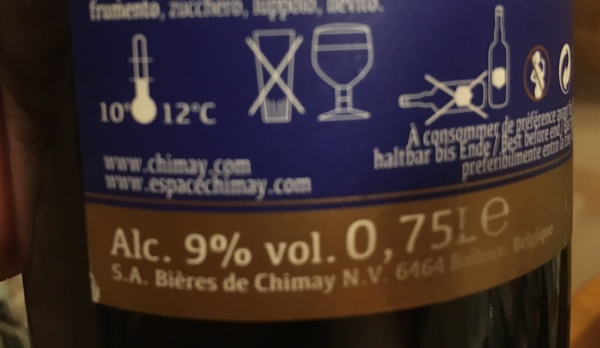 frumento, zucchero, luppolo, lievito.
10° 12°C
www.chimay.com
www.espacechimay.com
À consommer de préférence avant
haltbar bis Ende / Best before end /
preferibilmente entro la
Alc. 9% vol. 0,75L e
S.A. Bières de Chimay N.V. 6464 Baileux, Belgique